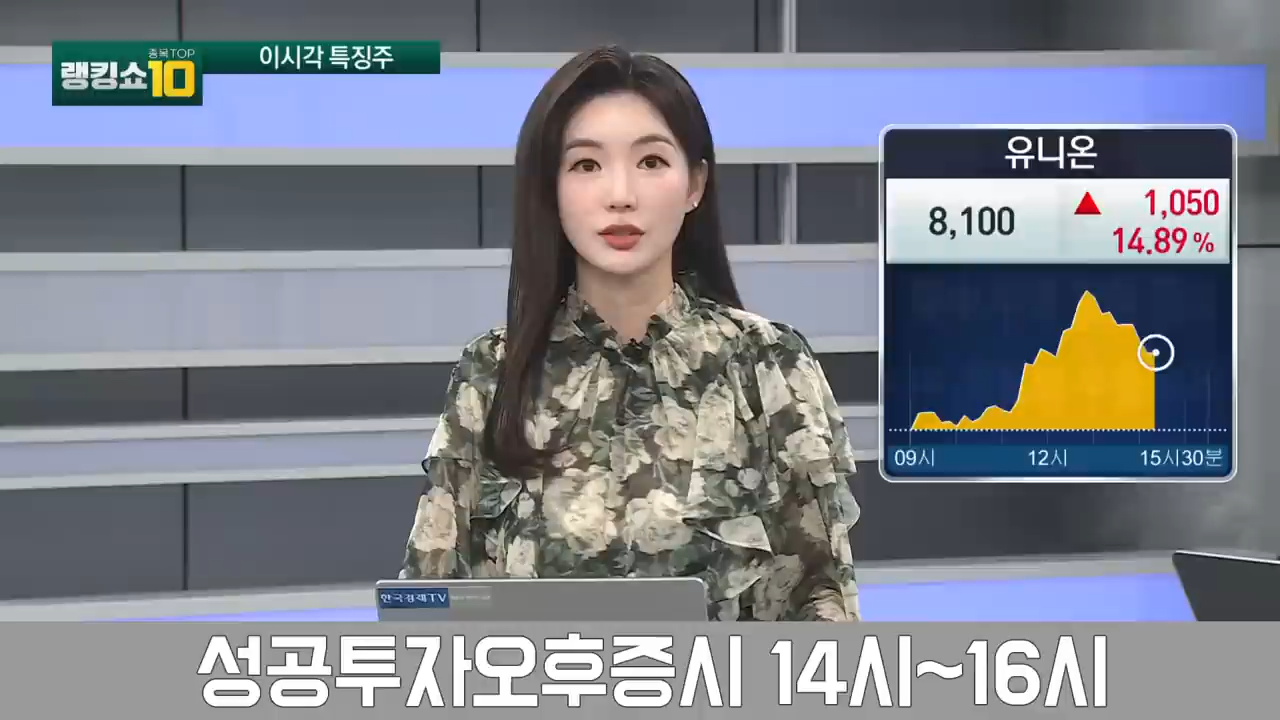 종목TOP
랭킹쇼10
이시각 특징주
유니온
8,100 ▲ 1,050
14.89%
09시 12시 15시30분
한국경제TV
성공투자오후증시 14시~16시